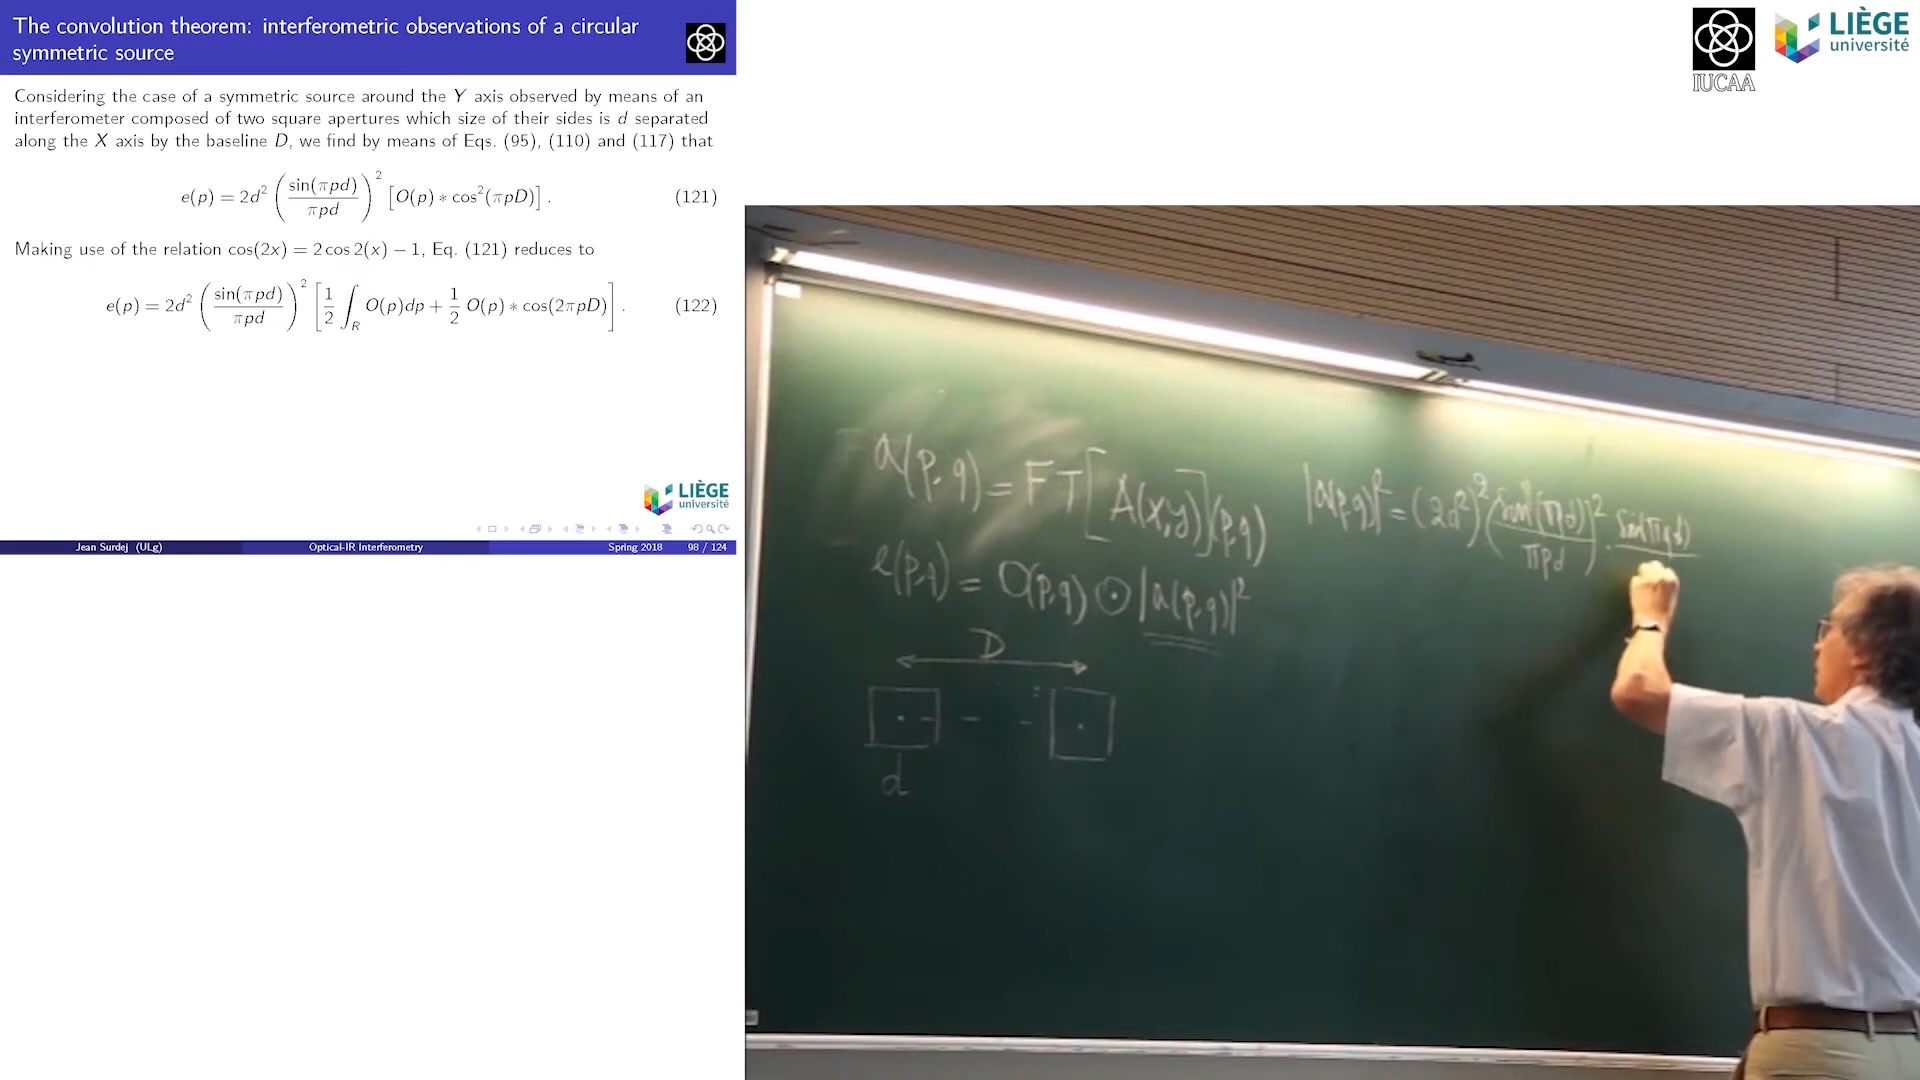 The convolution theorem: interferometric observations of a circular
symmetric source
Considering the case of a symmetric source around the Y axis observed by means of an
interferometer composed of two square apertures which size of their sides is d separated
along the X axis by the baseline D, we find by means of Eqs. (95), (110) and (117) that
e(p) = 2d² (sin(πpd) / πpd)² [O(p) ∗ cos²(πpD)] . (121)
Making use of the relation cos(2x) = 2 cos 2(x) − 1, Eq. (121) reduces to
e(p) = 2d² (sin(πpd) / πpd)² [1/2 ∫_R O(p)dp + 1/2 O(p) ∗ cos(2πpD)] . (122)
LIÈGE
université
Jean Surdej (ULg) Optical-IR Interferometry Spring 2018 98 / 124
IUCAA
LIÈGE
université
a(p,q) = FT[A(x,y)](p,q)
e(p,q) = O(p,q) ⊙ |a(p,q)|²
D
d
|a(p,q)|² = (2d²)² (sin(πpd) / πpd)² . sin(πqd)